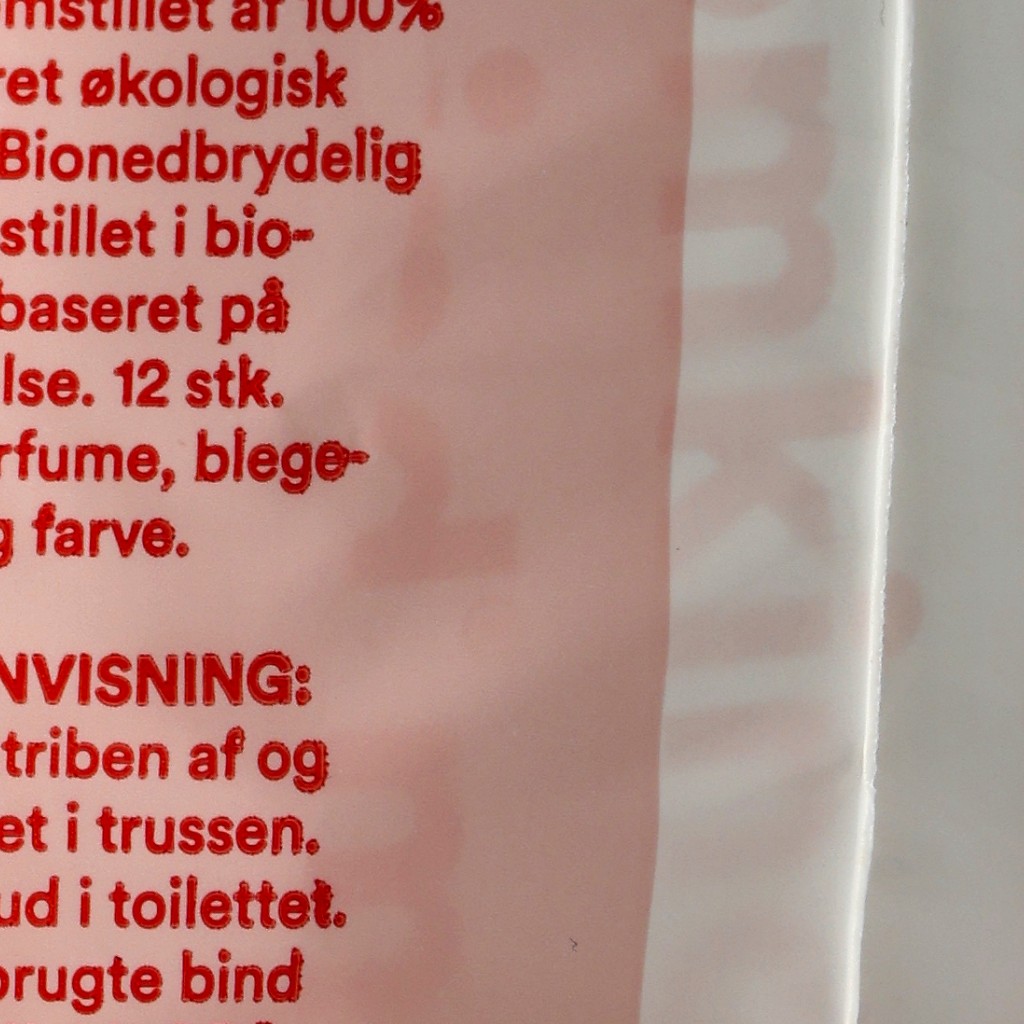 mstillet af 100%
ret økologisk
Bionedbrydelig
stillet i bio-
baseret på
lse. 12 stk.
rfume, blege-
g farve.
NVISNING:
triben af og
et i trussen.
ud i toilettet.
brugte bind